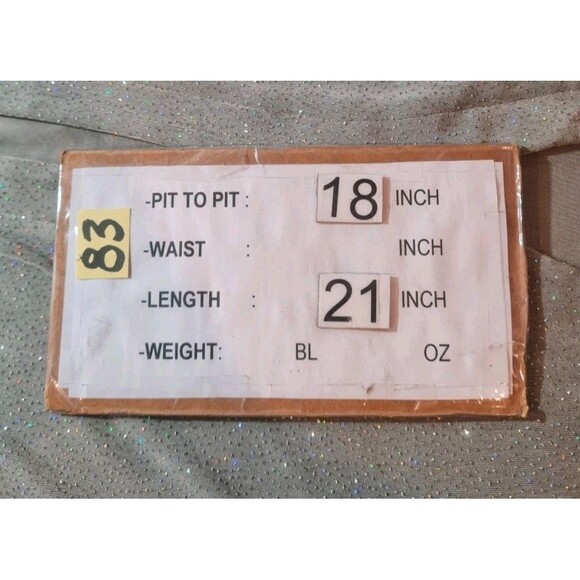 83
-PIT TO PIT : 18 INCH
-WAIST : INCH
-LENGTH : 21 INCH
-WEIGHT: BL OZ